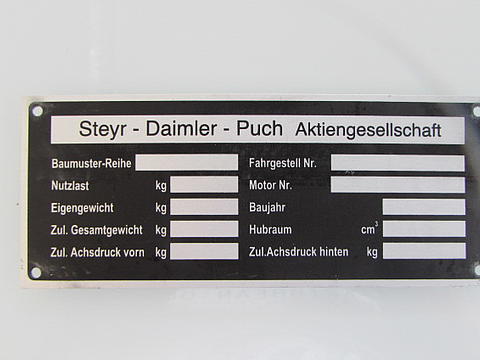 Steyr - Daimler - Puch Aktiengesellschaft
Baumuster-Reihe Fahrgestell Nr.
Nutzlast kg Motor Nr.
Eigengewicht kg Baujahr
Zul. Gesamtgewicht kg Hubraum cm³
Zul. Achsdruck vorn kg Zul.Achsdruck hinten kg